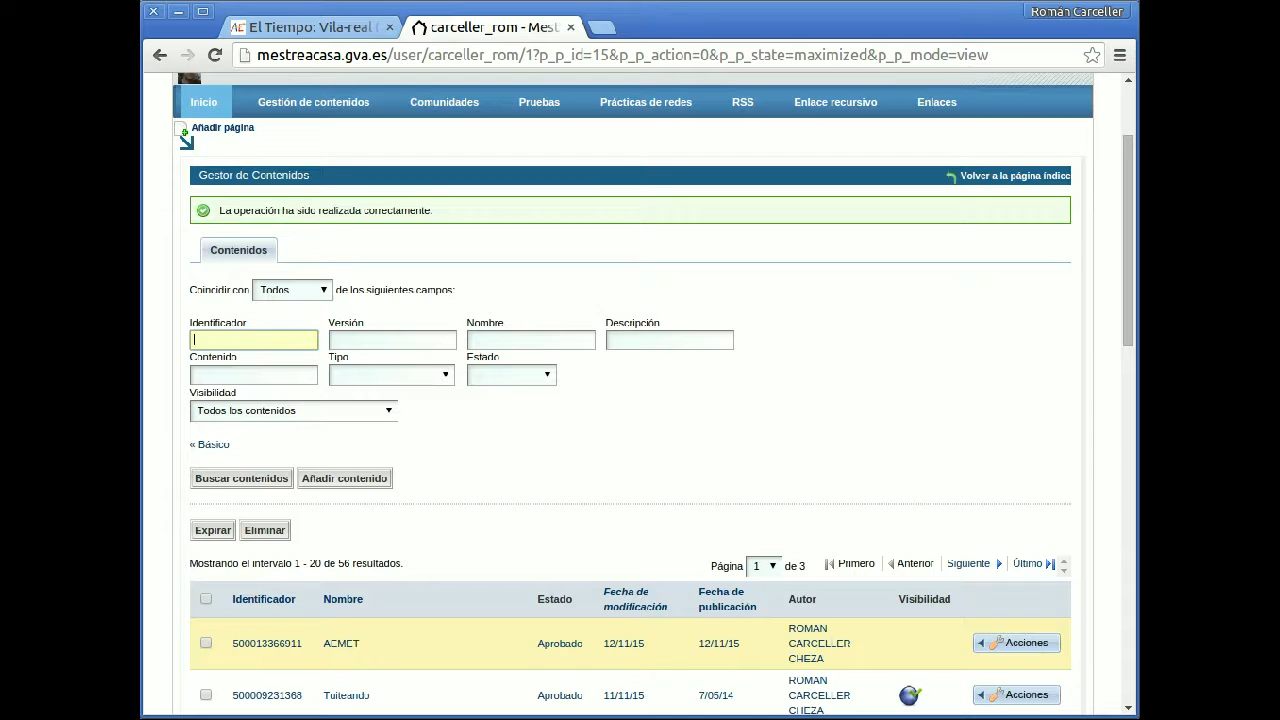 Román Carceller
El Tiempo: Vila-real (
carceller_rom - Mest
mestreacasa.gva.es/user/carceller_rom/1?p_p_id=15&p_p_action=0&p_p_state=maximized&p_p_mode=view
Inicio Gestión de contenidos Comunidades Pruebas Prácticas de redes RSS Enlace recursivo Enlaces
Añadir página
Gestor de Contenidos
Volver a la página índice
La operación ha sido realizada correctamente.
Contenidos
Coincidir con Todos de los siguientes campos:
Identificador Versión Nombre Descripción
Contenido Tipo Estado
Visibilidad
Todos los contenidos
« Básico
Buscar contenidos Añadir contenido
Expirar Eliminar
Mostrando el intervalo 1 - 20 de 56 resultados. Página 1 de 3 Primero Anterior Siguiente Último
Identificador Nombre Estado Fecha de modificación Fecha de publicación Autor Visibilidad
500013366911 AEMET Aprobado 12/11/15 12/11/15 ROMAN CARCELLER CHEZA Acciones
500009231368 Tuiteando Aprobado 11/11/15 7/05/14 ROMAN CARCELLER CHEZA Acciones